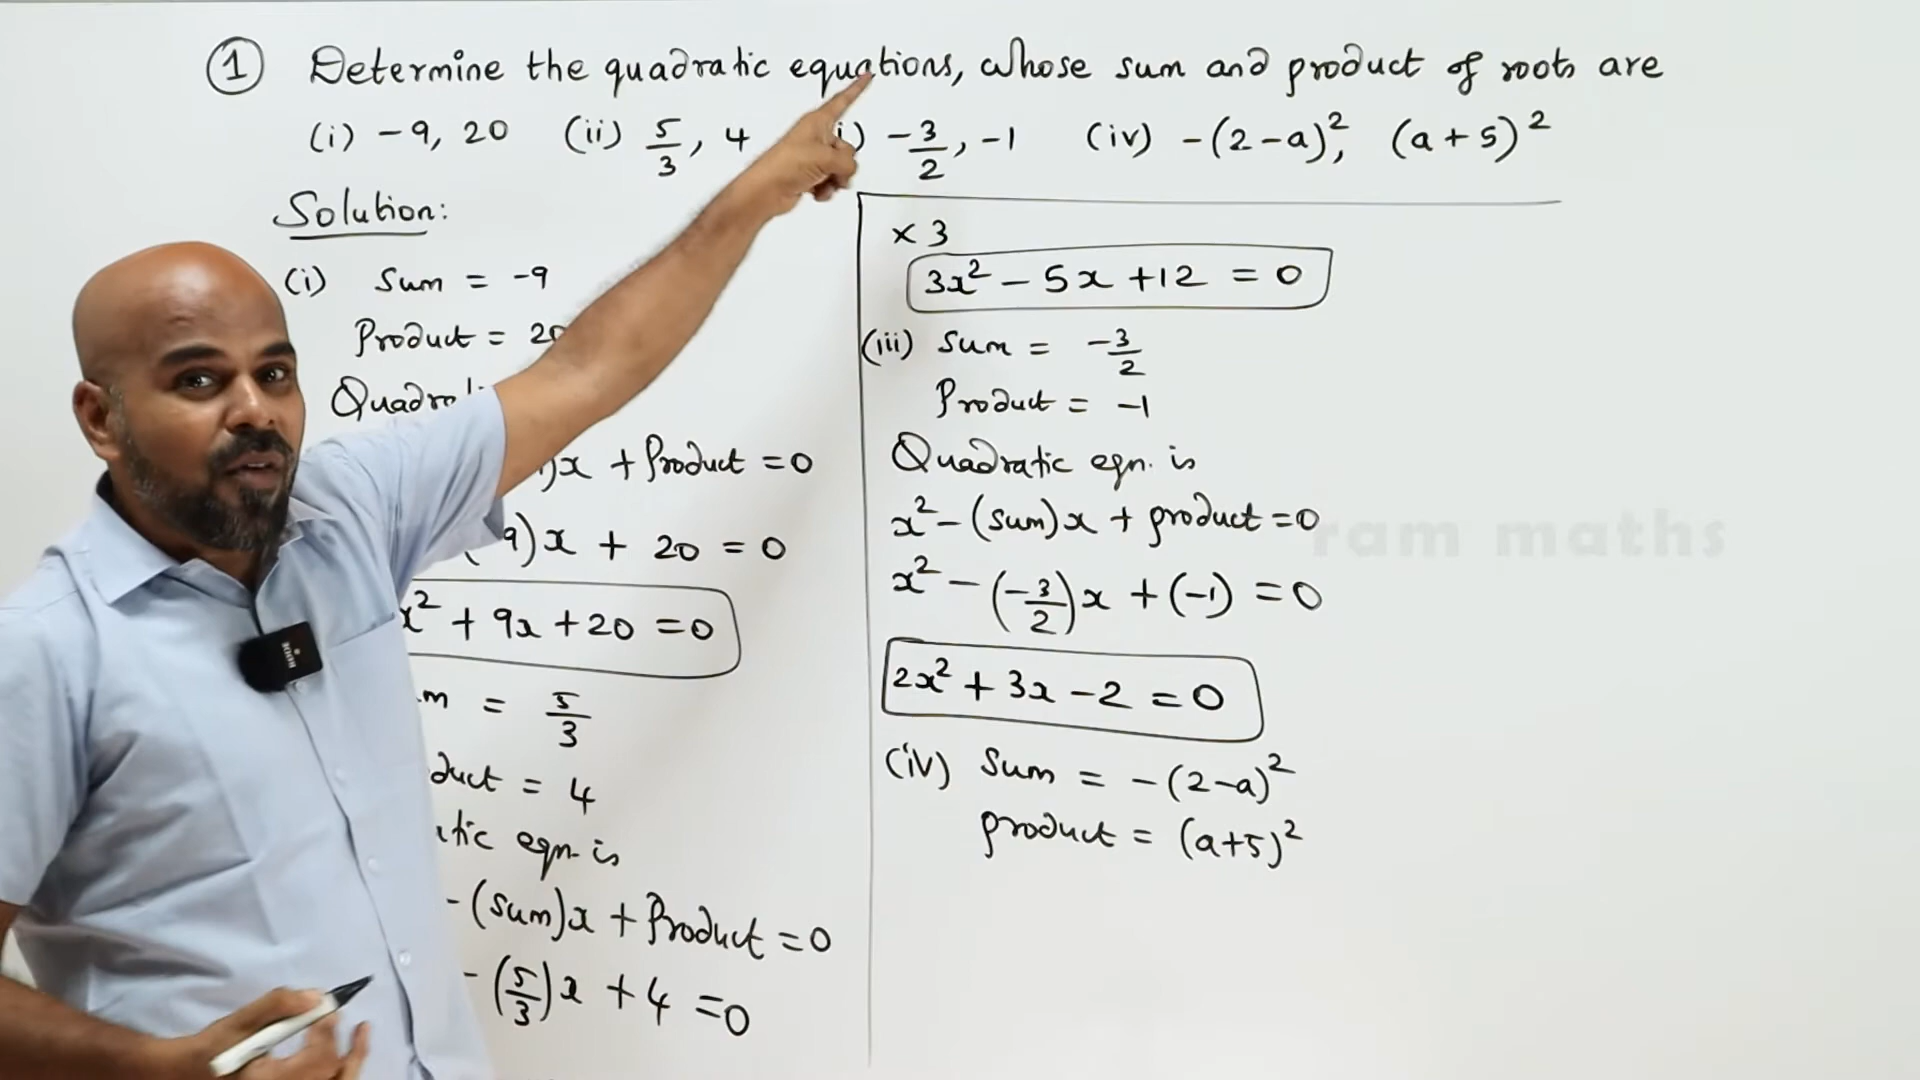 1 Determine the quadratic equations, whose sum and product of roots are
(i) -9, 20 (ii) 5/3, 4 i) -3/2, -1 (iv) -(2-a)², (a+5)²
Solution:
(i) Sum = -9
Product = 20
)x + Product = 0
9)x + 20 = 0
x² + 9x + 20 = 0
m = 5/3
duct = 4
tic eqn. is
-(sum)x + Product = 0
-(5/3)x + 4 = 0
× 3
3x² - 5x + 12 = 0
(iii) Sum = -3/2
Product = -1
Quadratic eqn. is
x² - (sum)x + product = 0
x² - (-3/2)x + (-1) = 0
2x² + 3x - 2 = 0
(iv) Sum = -(2-a)²
product = (a+5)²
ram maths
RODE